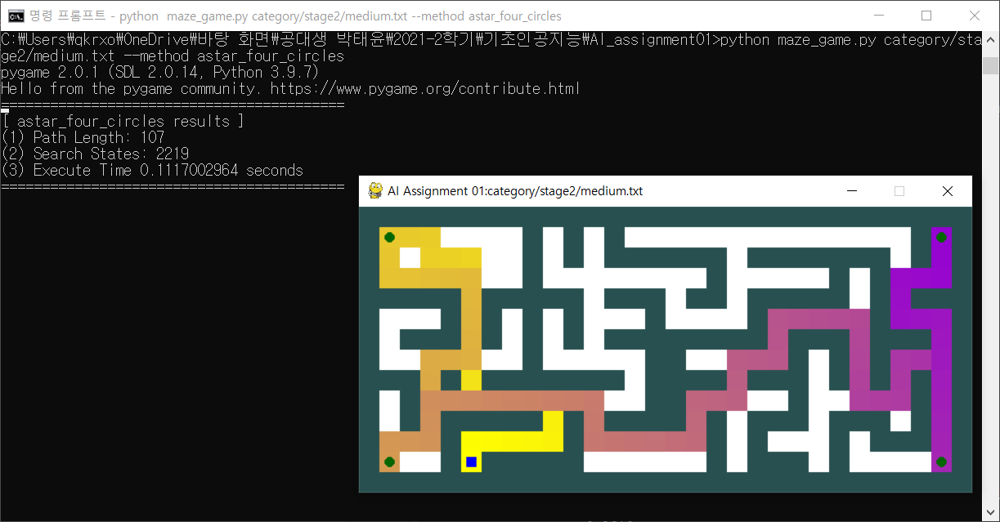 명령 프롬프트 - python  maze_game.py category/stage2/medium.txt --method astar_four_circles
C:₩Users₩qkrxo₩OneDrive₩바탕 화면₩공대생 박태윤₩2021-2학기₩기초인공지능₩AI_assignment01>python maze_game.py category/sta
ge2/medium.txt --method astar_four_circles
pygame 2.0.1 (SDL 2.0.14, Python 3.9.7)
Hello from the pygame community. https://www.pygame.org/contribute.html
==========================================
[ astar_four_circles results ]
(1) Path Length: 107
(2) Search States: 2219
(3) Execute Time 0.1117002964 seconds
==========================================
AI Assignment 01:category/stage2/medium.txt